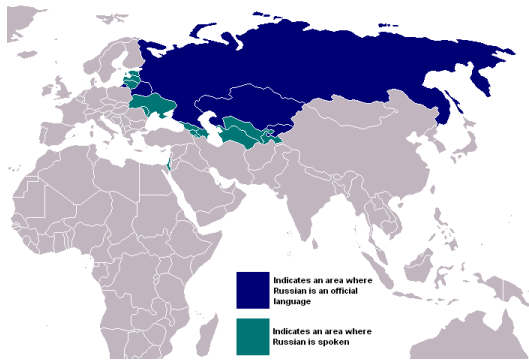 Indicates an area where
Russian is an official
language
Indicates an area where
Russian is spoken